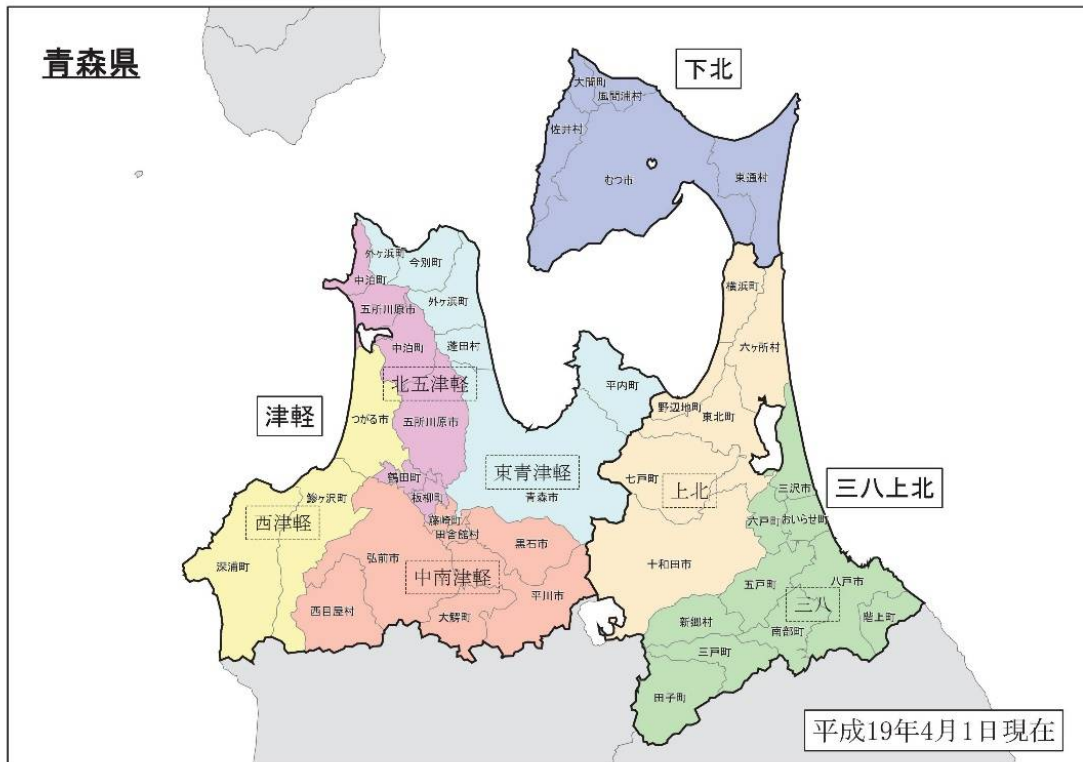 青森県
下北
大間町
風間浦村
佐井村
むつ市
東通村
外ヶ浜町
今別町
中泊町
五所川原市
外ヶ浜町
中泊町
蓬田村
横浜町
六ヶ所村
平内町
北五津軽
野辺地町
東北町
津軽
つがる市
五所川原市
東青津軽
青森市
七戸町
上北
三沢市
三八上北
鶴田町
板柳町
鰺ヶ沢町
西津軽
藤崎町
田舎館村
黒石市
六戸町
おいらせ町
深浦町
弘前市
中南津軽
十和田市
平川市
五戸町
八戸市
三八
西目屋村
大鰐町
新郷村
南部町
階上町
三戸町
田子町
平成19年4月1日現在